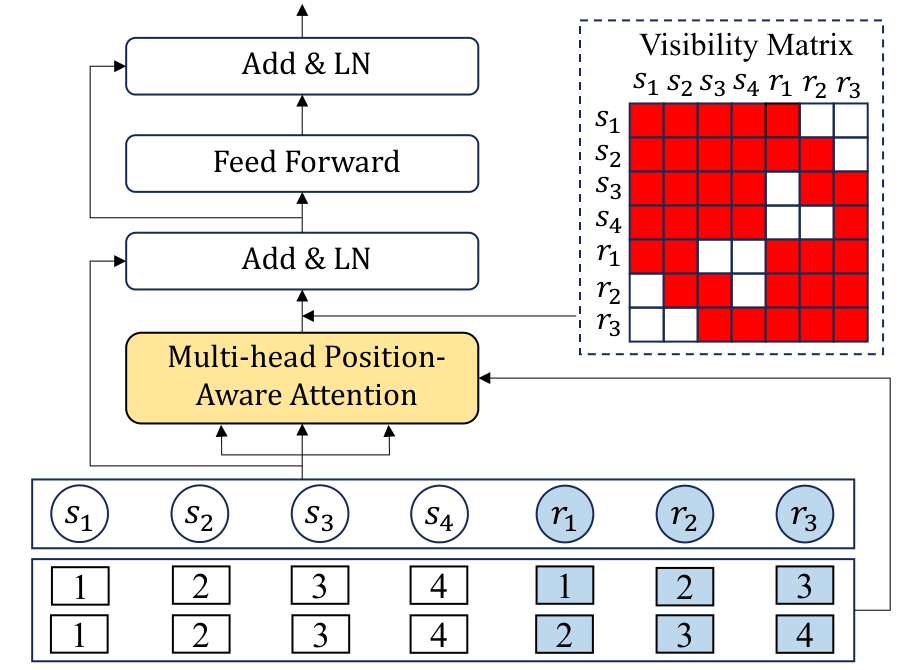 Add & LN
Feed Forward
Add & LN
Multi-head Position-
Aware Attention
Visibility Matrix
s₁ s₂ s₃ s₄ r₁ r₂ r₃
s₁
s₂
s₃
s₄
r₁
r₂
r₃
s₁ s₂ s₃ s₄ r₁ r₂ r₃
1 2 3 4 1 2 3
1 2 3 4 2 3 4